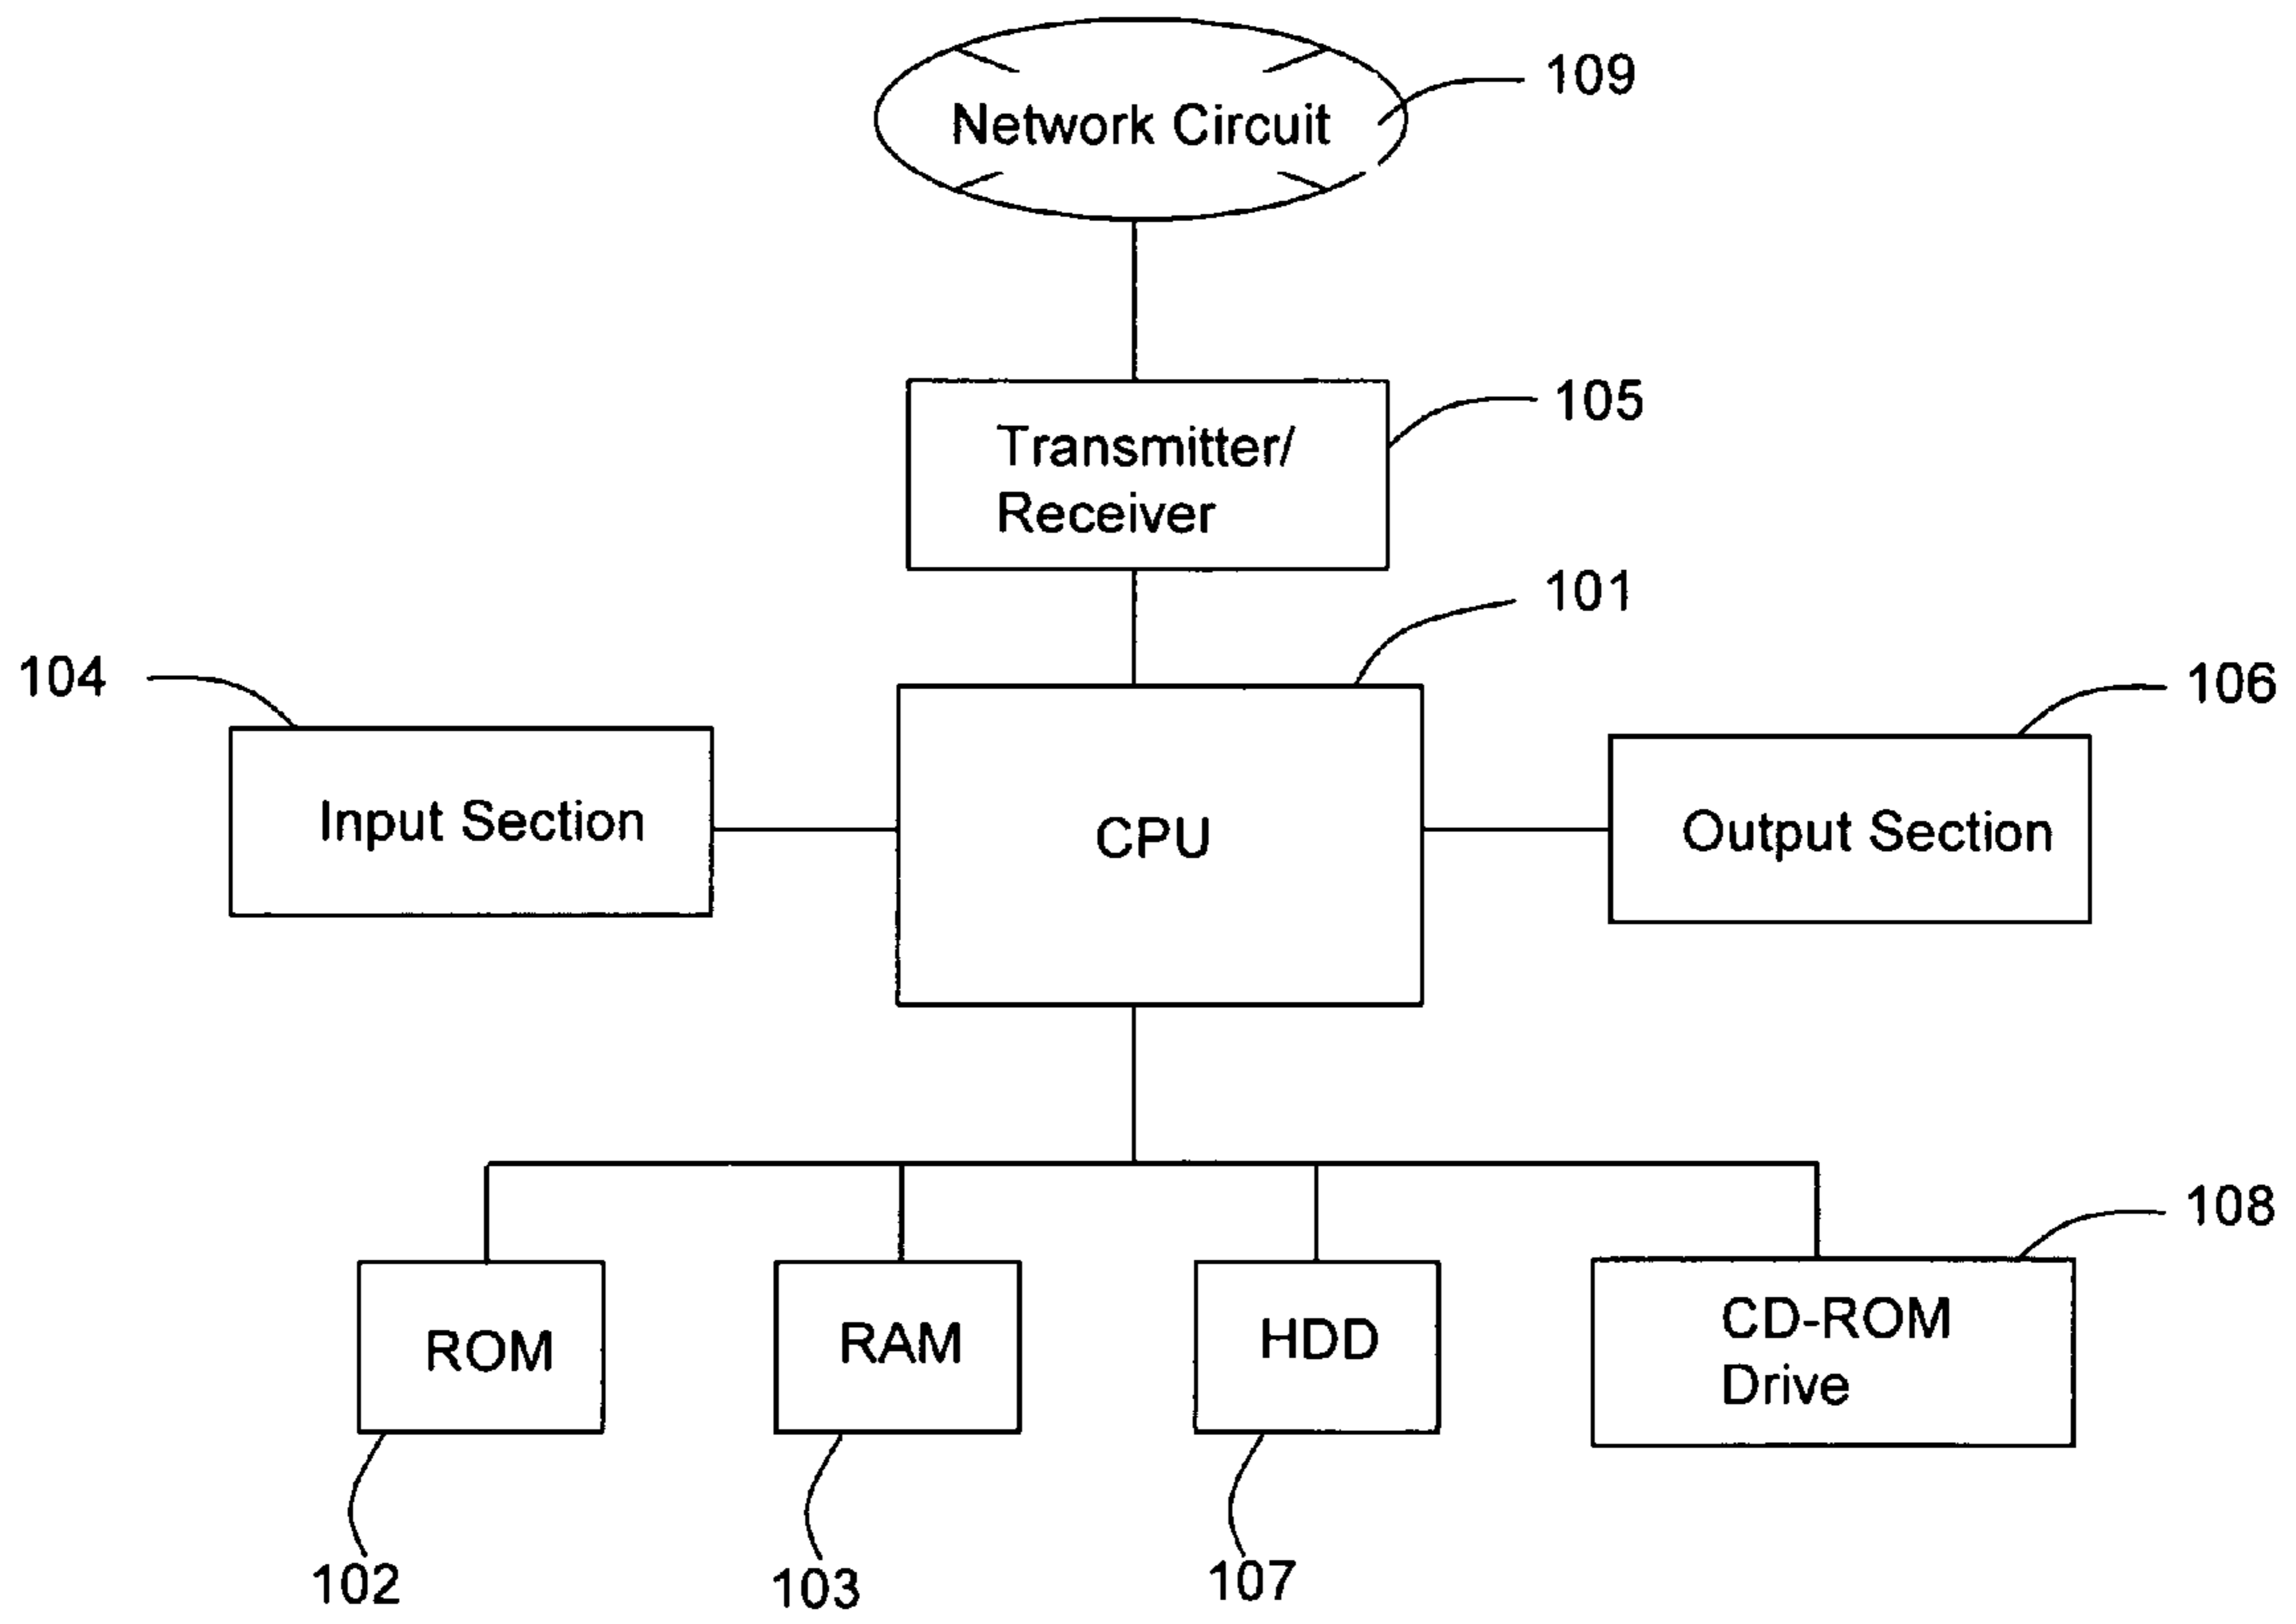 109
Network Circuit
105
Transmitter/
Receiver
101
104
106
Input Section
CPU
Output Section
108
ROM
RAM
HDD
CD-ROM
Drive
102
103
107